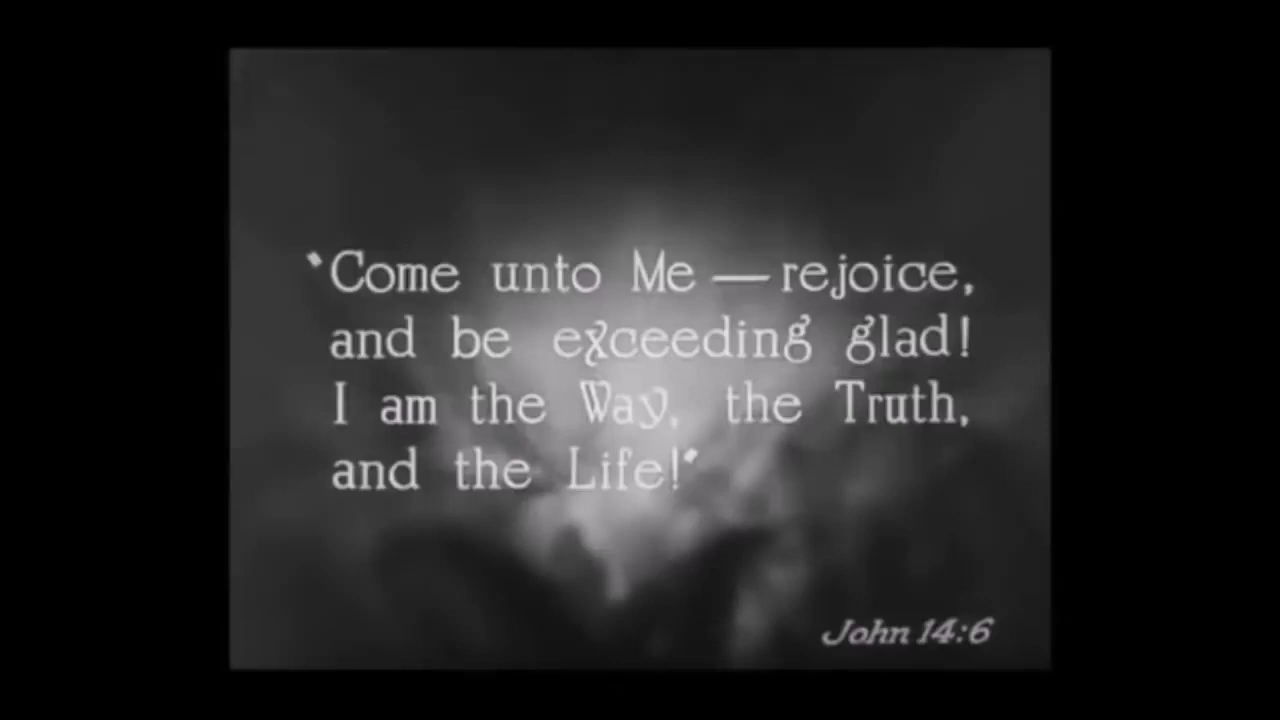 "Come unto Me — rejoice,
and be exceeding glad!
I am the Way, the Truth,
and the Life!"
John 14:6